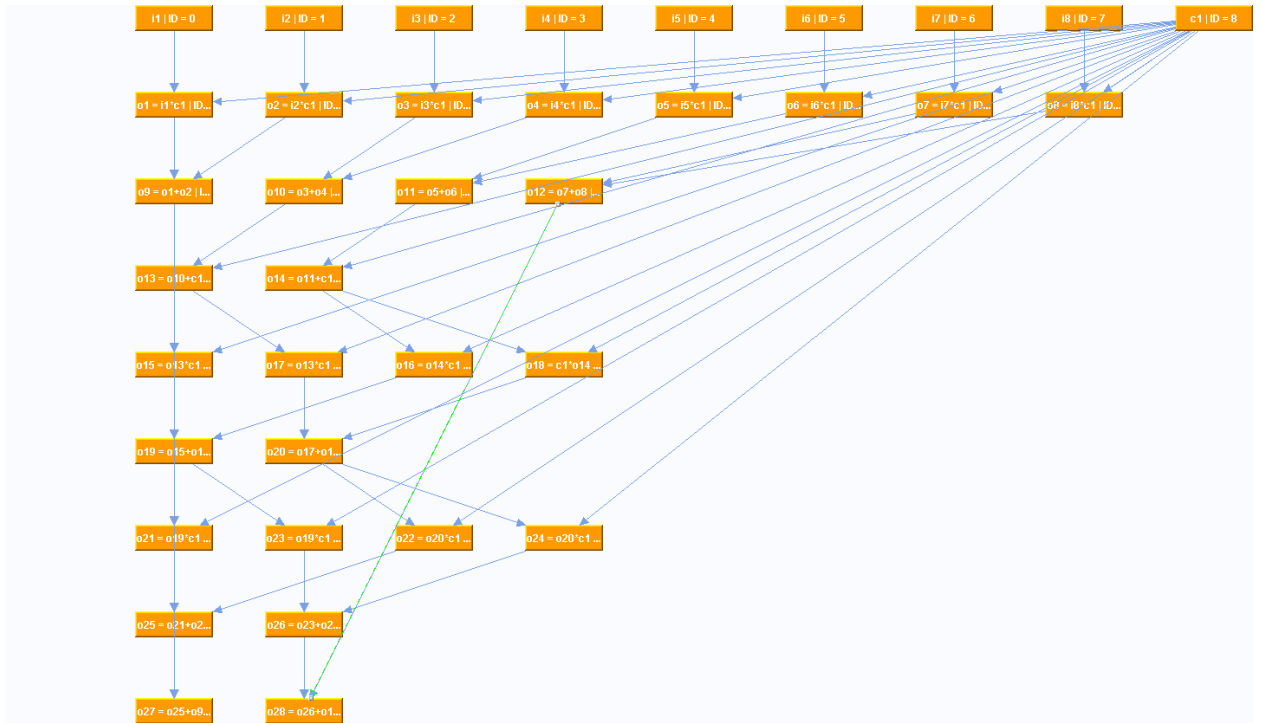 i1 | ID = 0
i2 | ID = 1
i3 | ID = 2
i4 | ID = 3
i5 | ID = 4
i6 | ID = 5
i7 | ID = 6
i8 | ID = 7
c1 | ID = 8
o1 = i1*c1 | ID...
o2 = i2*c1 | ID...
o3 = i3*c1 | ID...
o4 = i4*c1 | ID...
o5 = i5*c1 | ID...
o6 = i6*c1 | ID...
o7 = i7*c1 | ID...
o8 = i8*c1 | ID...
o9 = o1+o2 | I...
o10 = o3+o4 |...
o11 = o5+o6 |...
o12 = o7+o8 |...
o13 = o10+c1...
o14 = o11+c1...
o15 = o13*c1 ...
o17 = o13*c1 ...
o16 = o14*c1 ...
o18 = c1*o14 ...
o19 = o15+o1...
o20 = o17+o1...
o21 = o19*c1 ...
o23 = o19*c1 ...
o22 = o20*c1 ...
o24 = o20*c1 ...
o25 = o21+o2...
o26 = o23+o2...
o27 = o25+o9...
o28 = o26+o1...